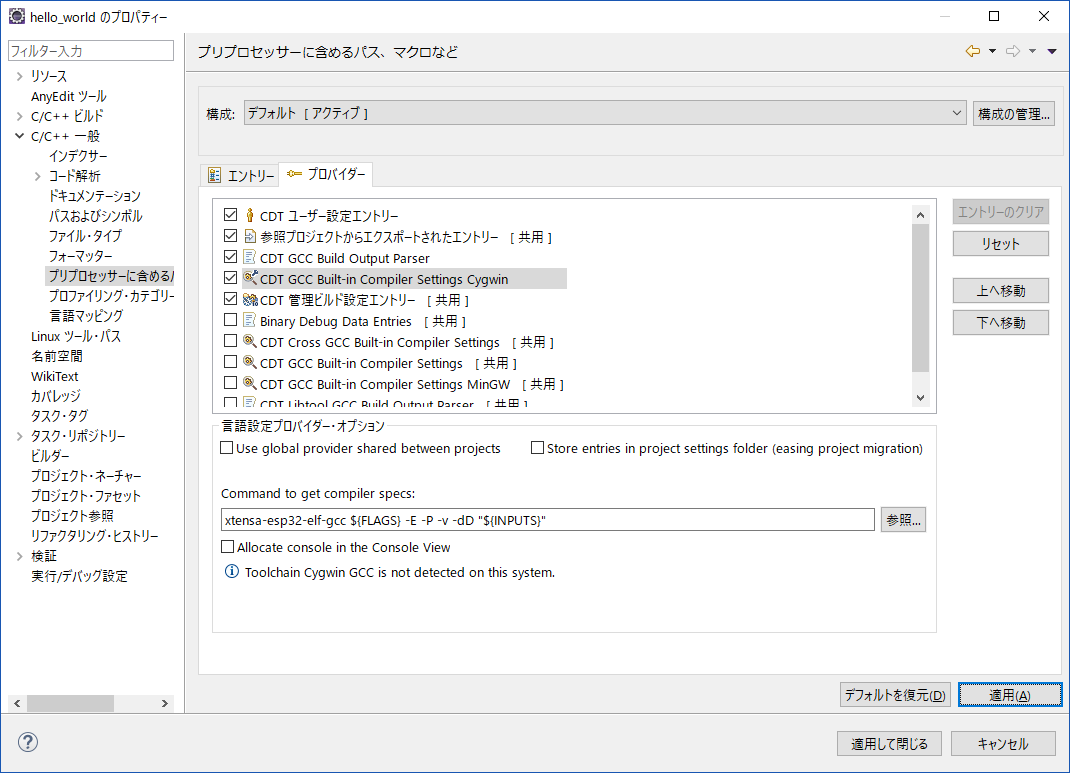 hello_world のプロパティー
フィルター入力
プリプロセッサーに含めるパス、マクロなど
リソース
AnyEdit ツール
C/C++ ビルド
C/C++ 一般
インデクサー
コード解析
ドキュメンテーション
パスおよびシンボル
ファイル・タイプ
フォーマッター
プリプロセッサーに含めるパ
プロファイリング・カテゴリー
言語マッピング
Linux ツール・パス
名前空間
WikiText
カバレッジ
タスク・タグ
タスク・リポジトリー
ビルダー
プロジェクト・ネーチャー
プロジェクト・ファセット
プロジェクト参照
リファクタリング・ヒストリー
検証
実行/デバッグ設定
構成: デフォルト [ アクティブ ] 構成の管理...
エントリー プロバイダー
CDT ユーザー設定エントリー
参照プロジェクトからエクスポートされたエントリー [ 共用 ]
CDT GCC Build Output Parser
CDT GCC Built-in Compiler Settings Cygwin
CDT 管理ビルド設定エントリー [ 共用 ]
Binary Debug Data Entries [ 共用 ]
CDT Cross GCC Built-in Compiler Settings [ 共用 ]
CDT GCC Built-in Compiler Settings [ 共用 ]
CDT GCC Built-in Compiler Settings MinGW [ 共用 ]
CDT Libtool GCC Build Output Parser [ 共用 ]
エントリーのクリア
リセット
上へ移動
下へ移動
言語設定プロバイダー・オプション
Use global provider shared between projects Store entries in project settings folder (easing project migration)
Command to get compiler specs:
xtensa-esp32-elf-gcc ${FLAGS} -E -P -v -dD "${INPUTS}" 参照...
Allocate console in the Console View
Toolchain Cygwin GCC is not detected on this system.
デフォルトを復元(D) 適用(A)
適用して閉じる キャンセル